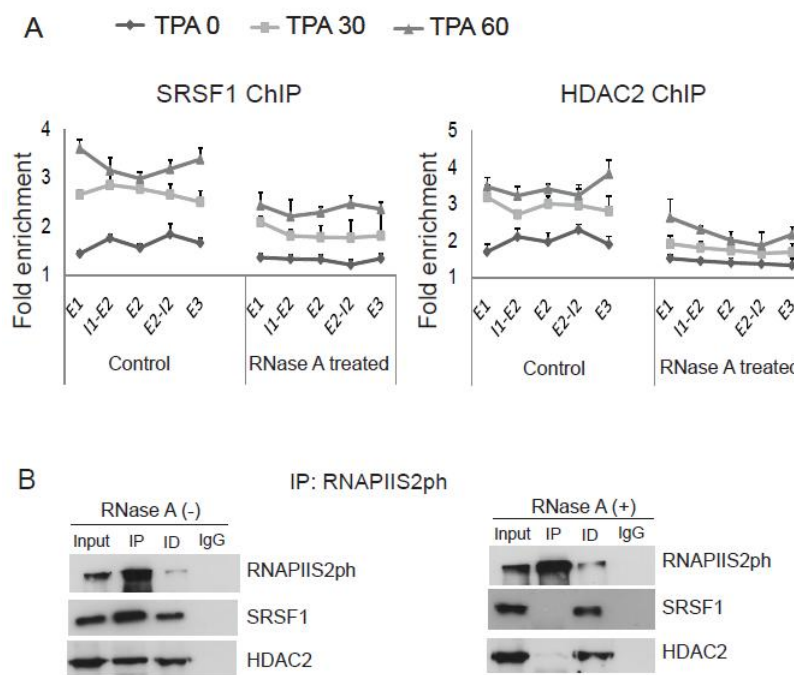 A
TPA 0 TPA 30 TPA 60
SRSF1 ChIP
Fold enrichment
4
3
2
1
E1 I1-E2 E2 E2-I2 E3 E1 I1-E2 E2 E2-I2 E3
Control RNase A treated
HDAC2 ChIP
Fold enrichment
5
4
3
2
1
E1 I1-E2 E2 E2-I2 E3 E1 I1-E2 E2 E2-I2 E3
Control RNase A treated
B
IP: RNAPIIS2ph
RNase A (-)
Input IP ID IgG
RNAPIIS2ph
SRSF1
HDAC2
RNase A (+)
Input IP ID IgG
RNAPIIS2ph
SRSF1
HDAC2